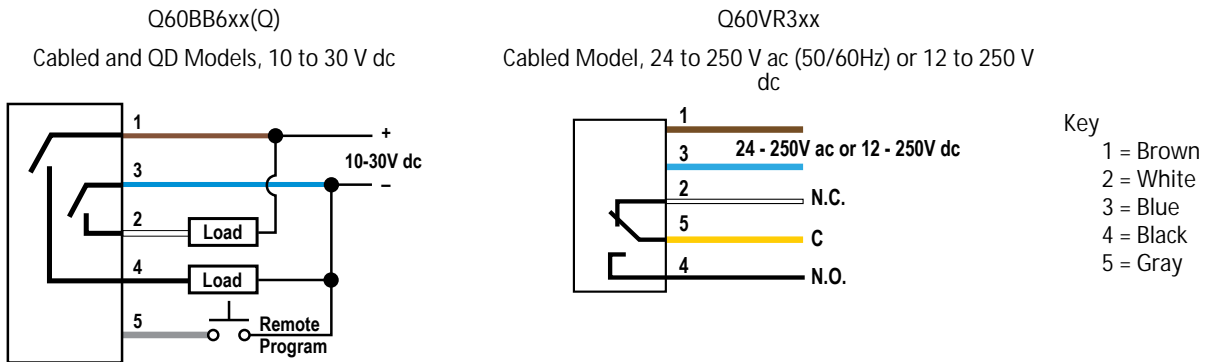 Q60BB6xx(Q)
Cabled and QD Models, 10 to 30 V dc
1
+
10-30V dc
3
–
2
Load
4
Load
5
Remote
Program
Q60VR3xx
Cabled Model, 24 to 250 V ac (50/60Hz) or 12 to 250 V
dc
1
24 - 250V ac or 12 - 250V dc
3
2
N.C.
5
C
4
N.O.
Key
1 = Brown
2 = White
3 = Blue
4 = Black
5 = Gray